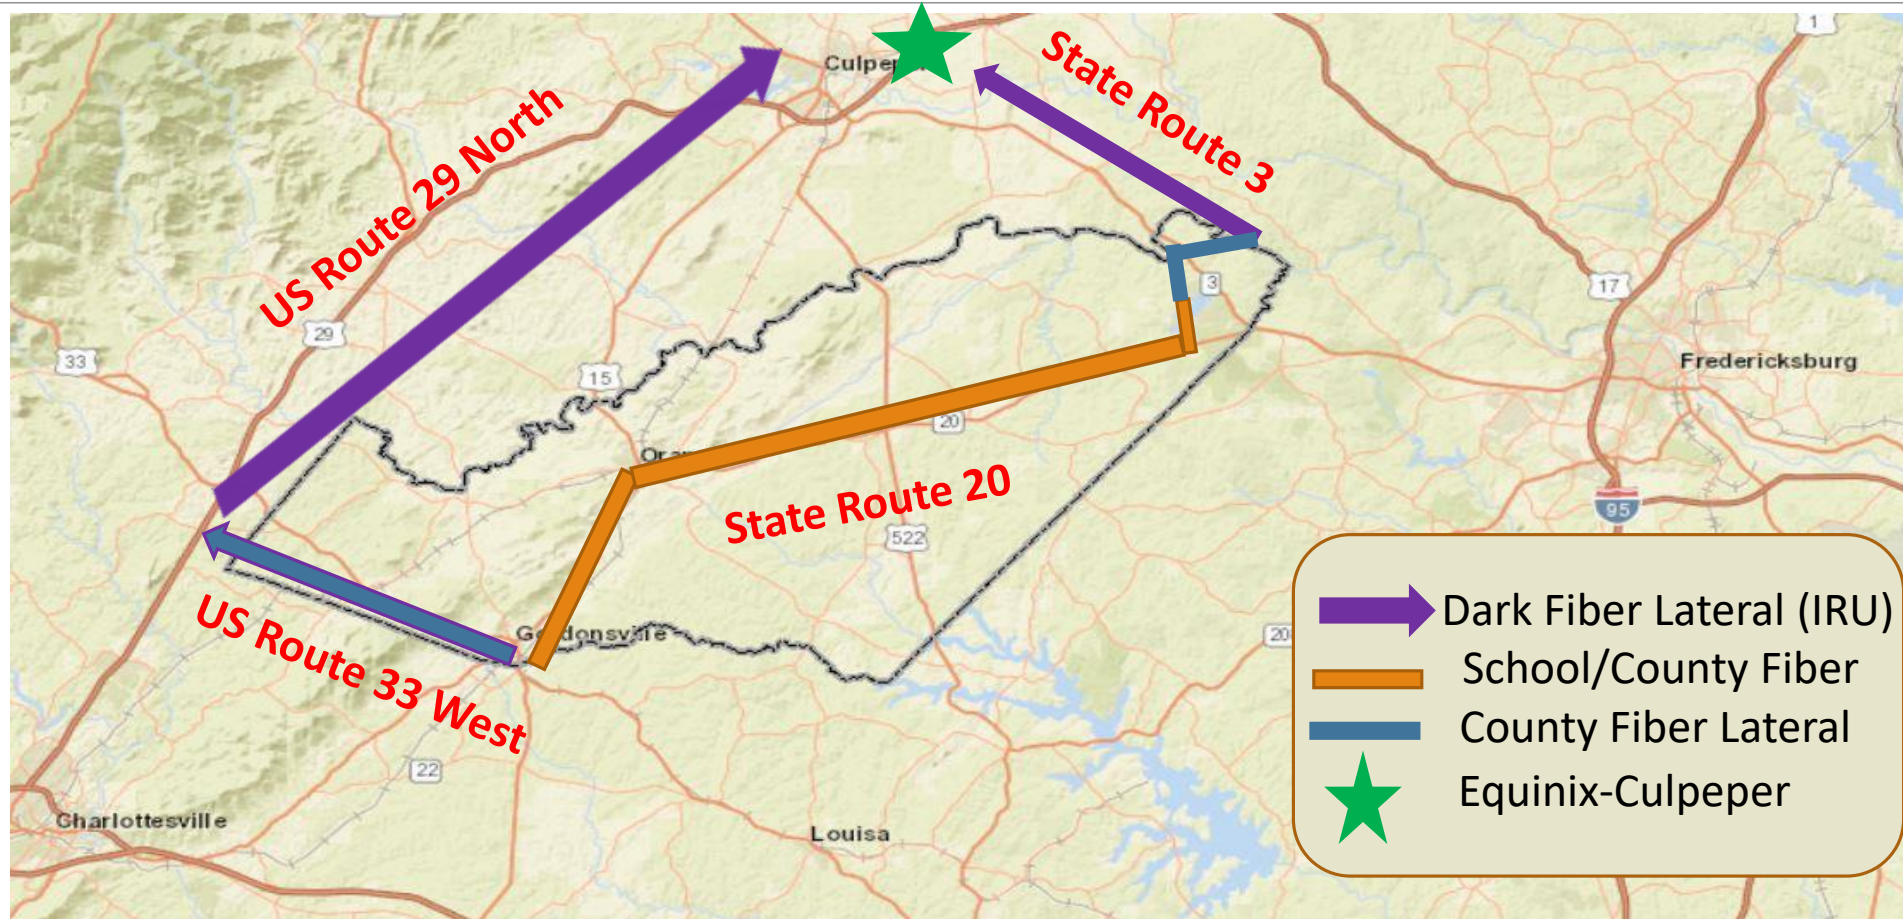 1
Culpe
State Route 3
US Route 29 North
3
17
29
33
15
Fredericksburg
20
Ora
State Route 20
95
522
Dark Fiber Lateral (IRU)
Gordonsville
US Route 33 West
School/County Fiber
County Fiber Lateral
22
Equinix-Culpeper
Charlottesville
Louisa